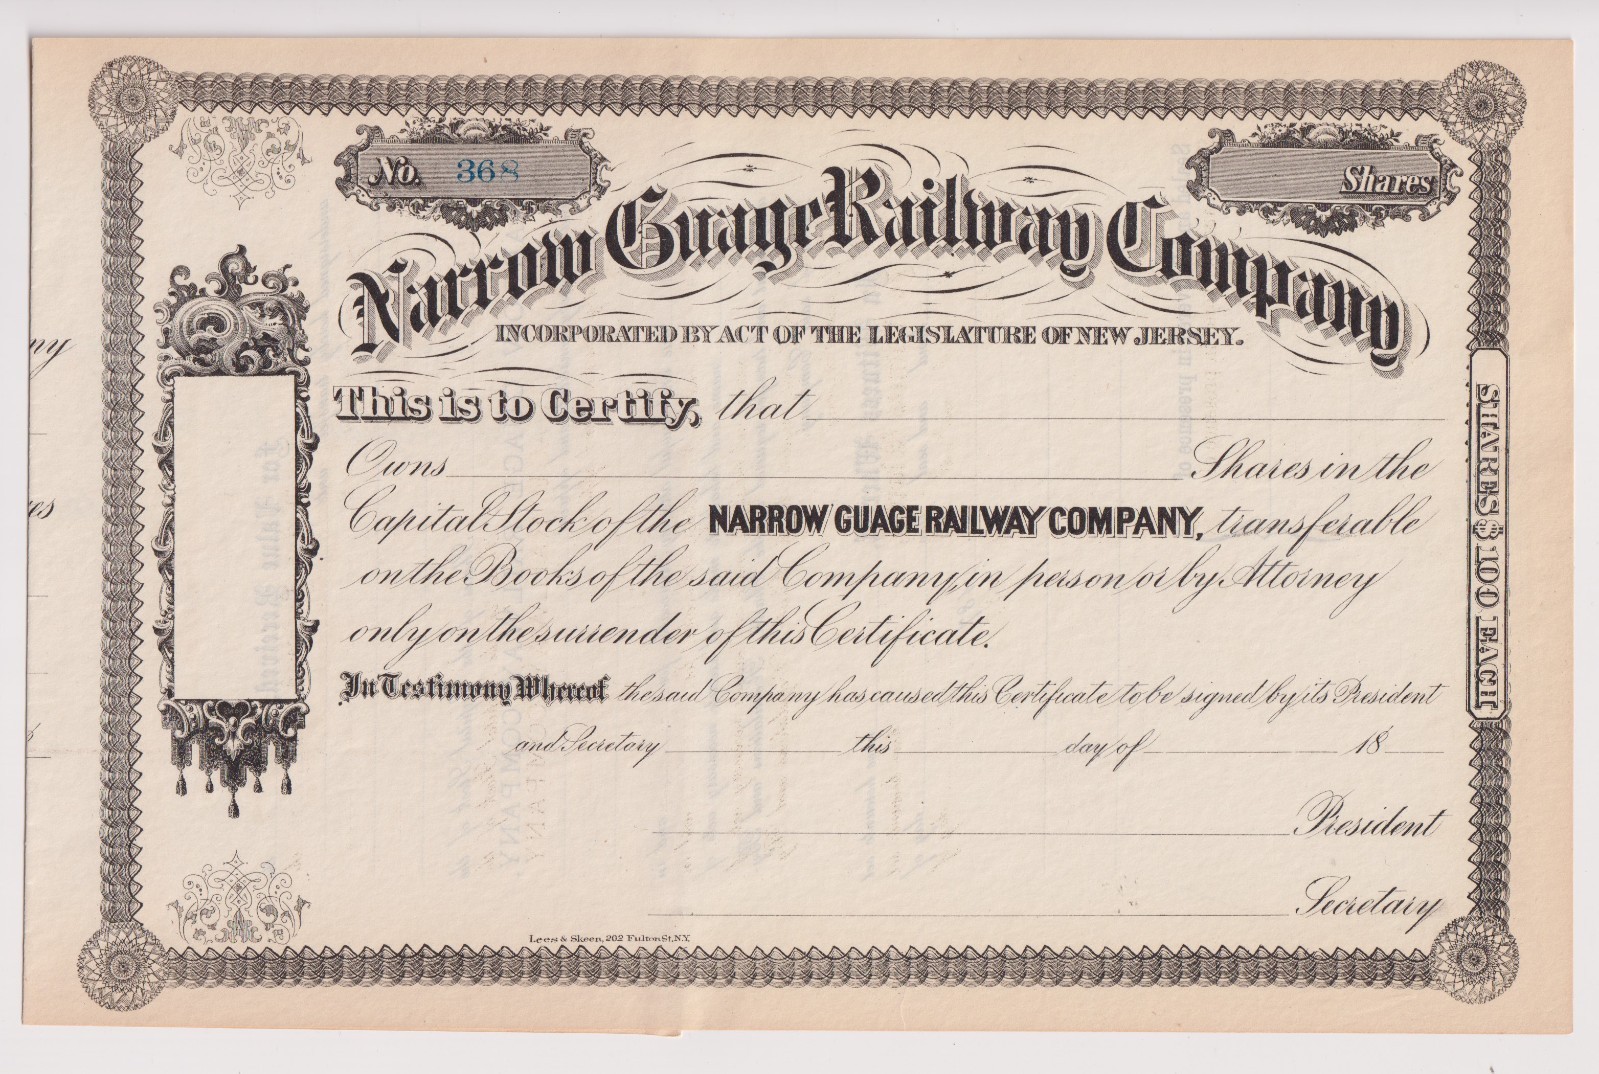 No. 368
Shares
Narrow Guage Railway Company
INCORPORATED BY ACT OF THE LEGISLATURE OF NEW JERSEY.
This is to Certify, that
Owns Shares in the
Capital Stock of the NARROW GUAGE RAILWAY COMPANY, transferable
on the Books of the said Company, in person or by Attorney
only on the surrender of this Certificate.
In Testimony Whereof the said Company has caused this Certificate to be signed by its President
and Secretary this day of 18
President
Secretary
Lees & Skeen, 202 Fulton St, N.Y.
SHARES $100 EACH